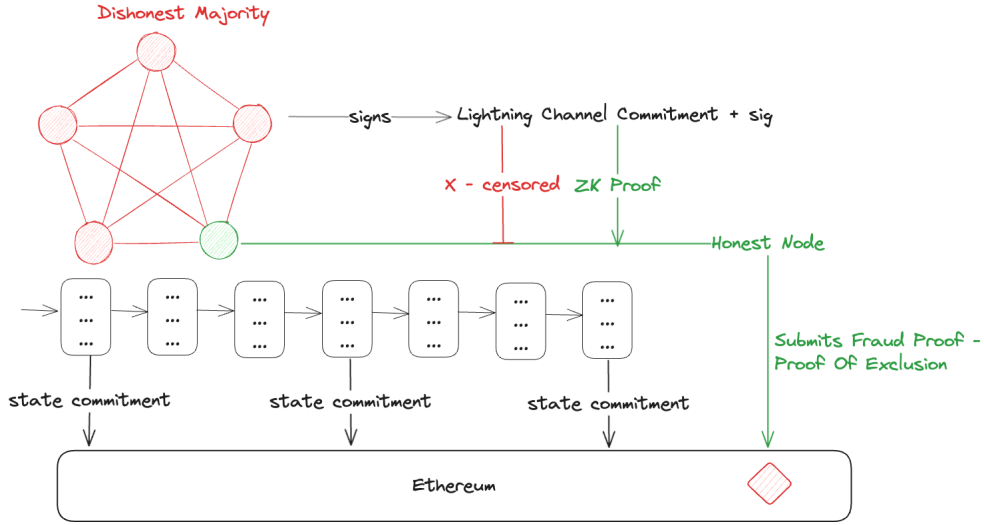 Dishonest Majority
signs
Lightning Channel Commitment + sig
X - censored
ZK Proof
Honest Node
... ... ... ... ... ... ...
... ... ... ... ... ... ...
... ... ... ... ... ... ...
Submits Fraud Proof -
Proof Of Exclusion
state commitment
state commitment
state commitment
Ethereum